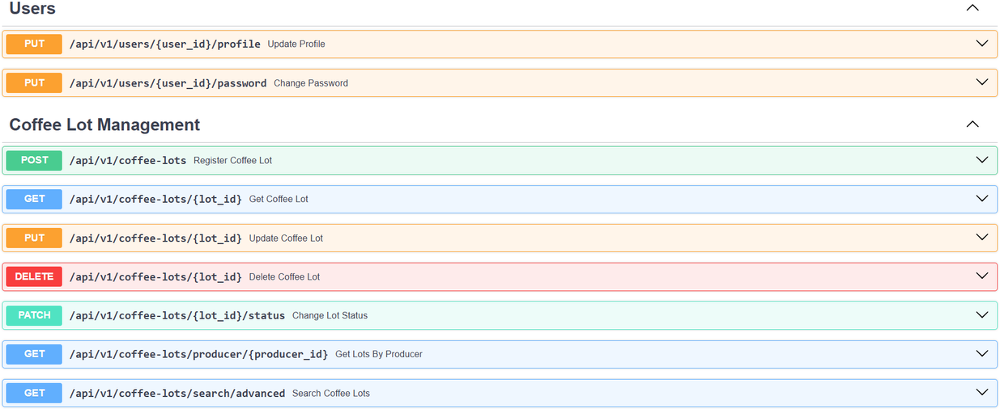 Users
PUT /api/v1/users/{user_id}/profile Update Profile
PUT /api/v1/users/{user_id}/password Change Password
Coffee Lot Management
POST /api/v1/coffee-lots Register Coffee Lot
GET /api/v1/coffee-lots/{lot_id} Get Coffee Lot
PUT /api/v1/coffee-lots/{lot_id} Update Coffee Lot
DELETE /api/v1/coffee-lots/{lot_id} Delete Coffee Lot
PATCH /api/v1/coffee-lots/{lot_id}/status Change Lot Status
GET /api/v1/coffee-lots/producer/{producer_id} Get Lots By Producer
GET /api/v1/coffee-lots/search/advanced Search Coffee Lots